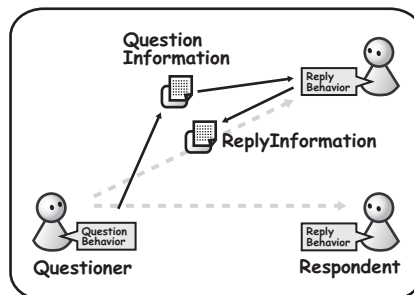 Question
Information
Reply
Behavior
ReplyInformation
Question
Behavior
Questioner
Reply
Behavior
Respondent